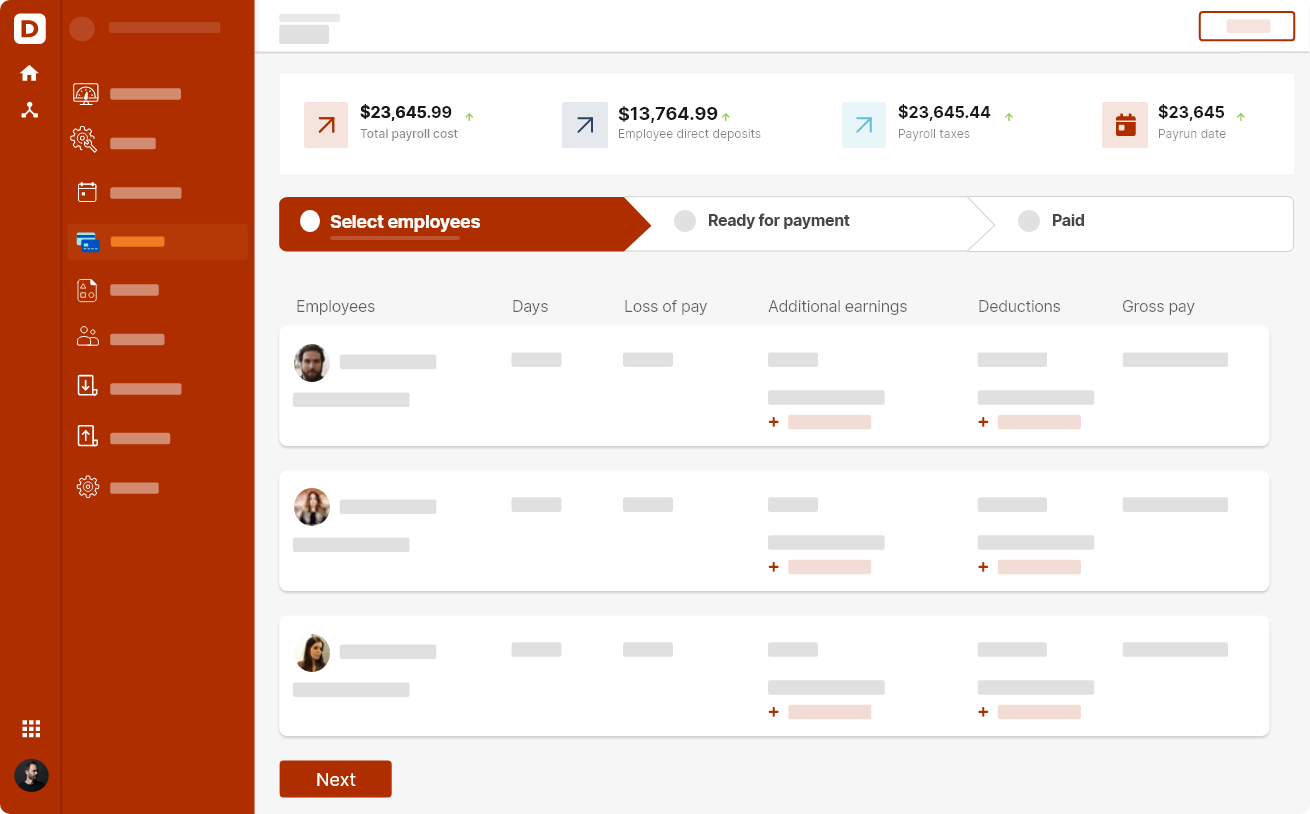 D
$23,645.99
Total payroll cost
$13,764.99
Employee direct deposits
$23,645.44
Payroll taxes
$23,645
Payrun date
Select employees
Ready for payment
Paid
Employees Days Loss of pay Additional earnings Deductions Gross pay
+ +
+ +
+ +
Next